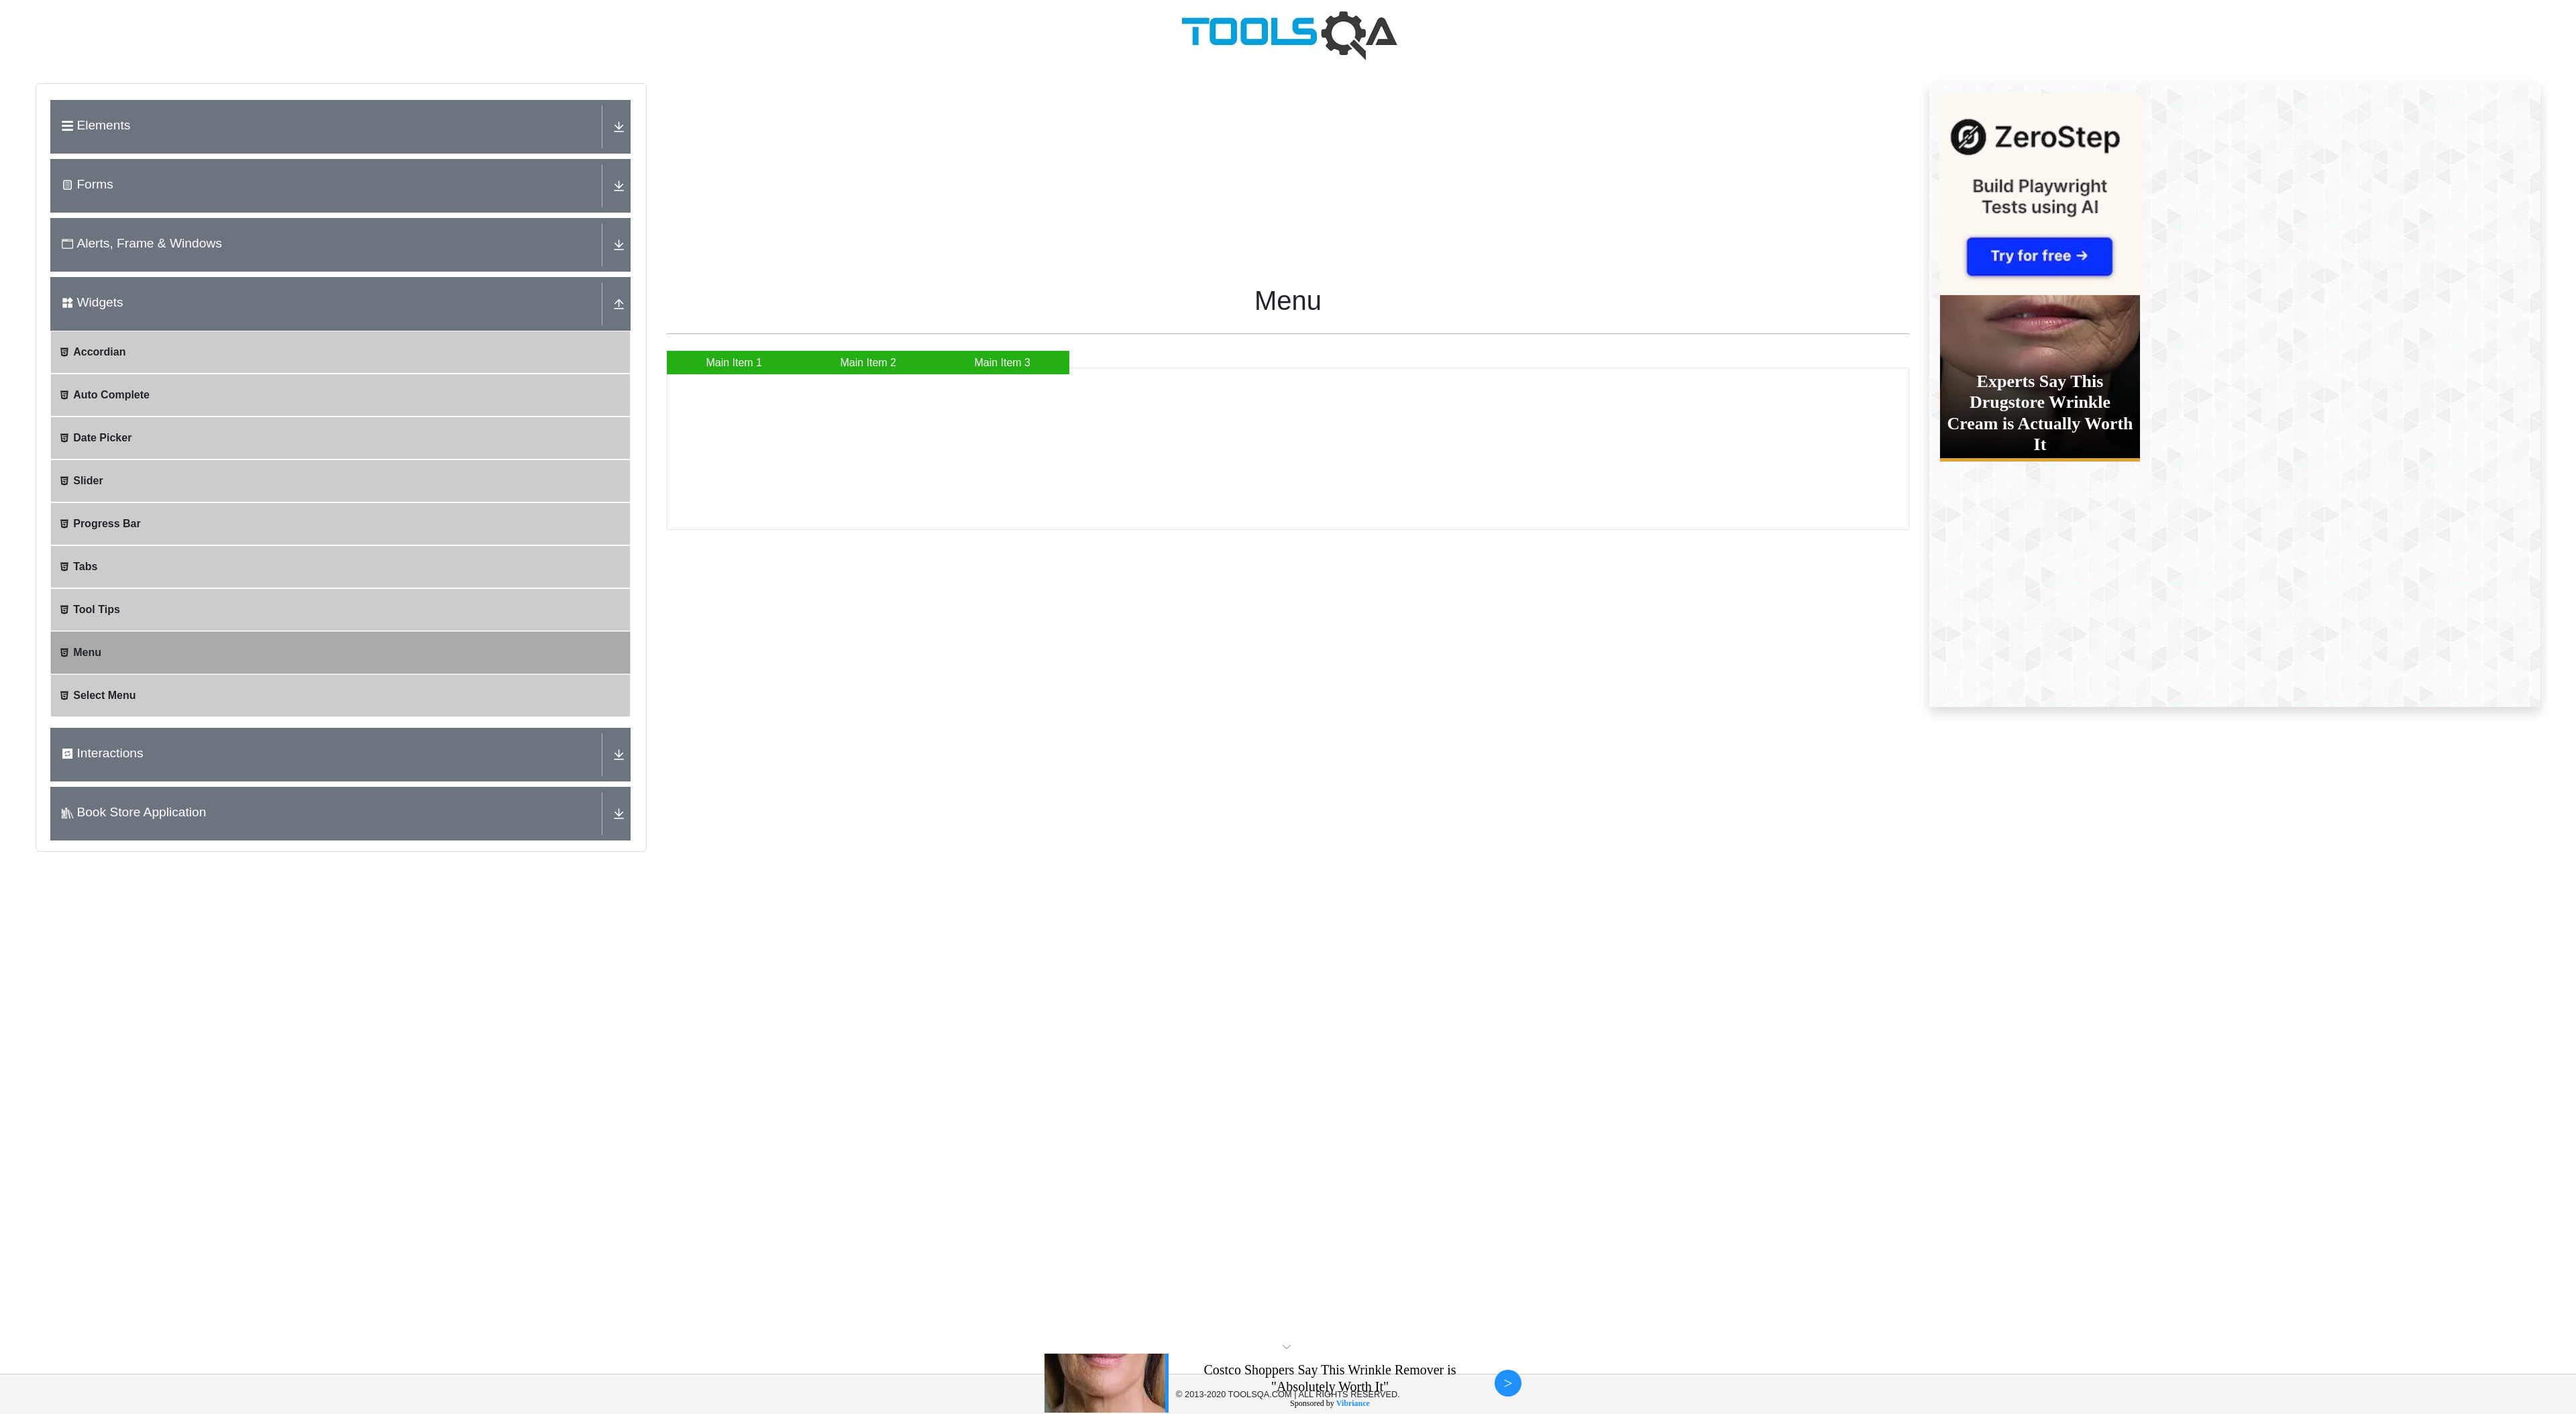 TOOLSQA
Elements
Forms
Alerts, Frame & Windows
Widgets
Accordian
Auto Complete
Date Picker
Slider
Progress Bar
Tabs
Tool Tips
Menu
Select Menu
Interactions
Book Store Application
Menu
Main Item 1
Main Item 2
Main Item 3
ZeroStep
Build Playwright
Tests using AI
Try for free →
Experts Say This
Drugstore Wrinkle
Cream is Actually Worth
It
Costco Shoppers Say This Wrinkle Remover is
"Absolutely Worth It"
© 2013-2020 TOOLSQA.COM | ALL RIGHTS RESERVED.
Sponsored by Vibriance
>